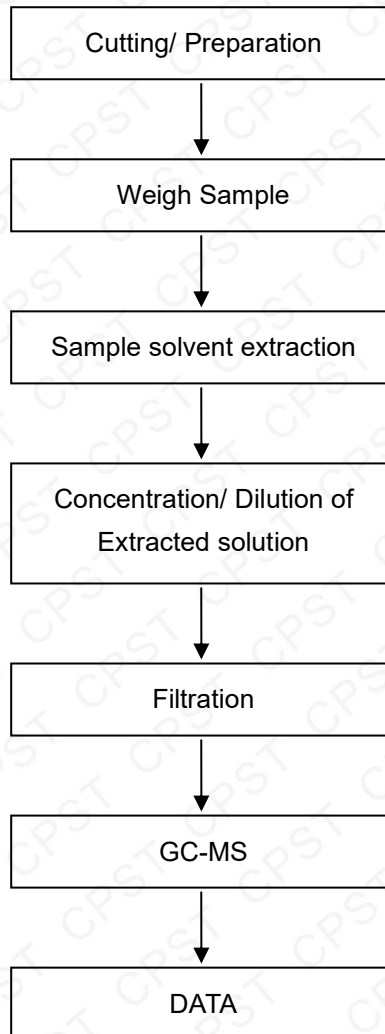 Cutting/ Preparation
Weigh Sample
Sample solvent extraction
Concentration/ Dilution of
Extracted solution
Filtration
GC-MS
DATA